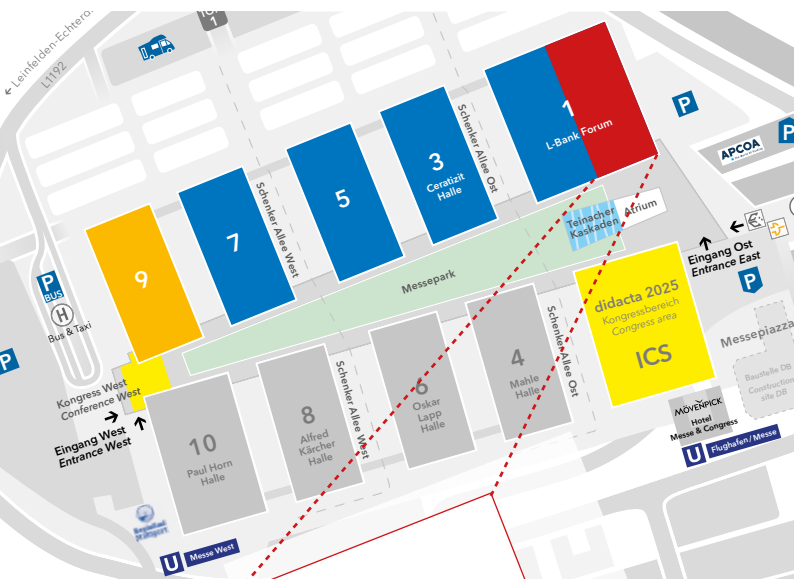 ← Leinfelden-Echterd
L1192
1
P
APCOA
P
1
L-Bank Forum
Schenker Allee Ost
3
Ceratizit
Halle
5
Schenker Allee West
7
9
Teinacher
Kaskaden
Atrium
Messepark
Eingang Ost
Entrance East
P
didacta 2025
Kongressbereich
Congress area
ICS
Messepiazza
Baustelle DB
Construction
site DB
P
BUS
H
Bus & Taxi
P
Kongress West
Conference West
Eingang West
Entrance West
10
Paul Horn
Halle
8
Alfred
Kärcher
Halle
Schenker Allee West
6
Oskar
Lapp
Halle
4
Mahle
Halle
Schenker Allee Ost
MÖVENPICK
Hotel
Messe & Congress
U Flughafen/Messe
U Messe West